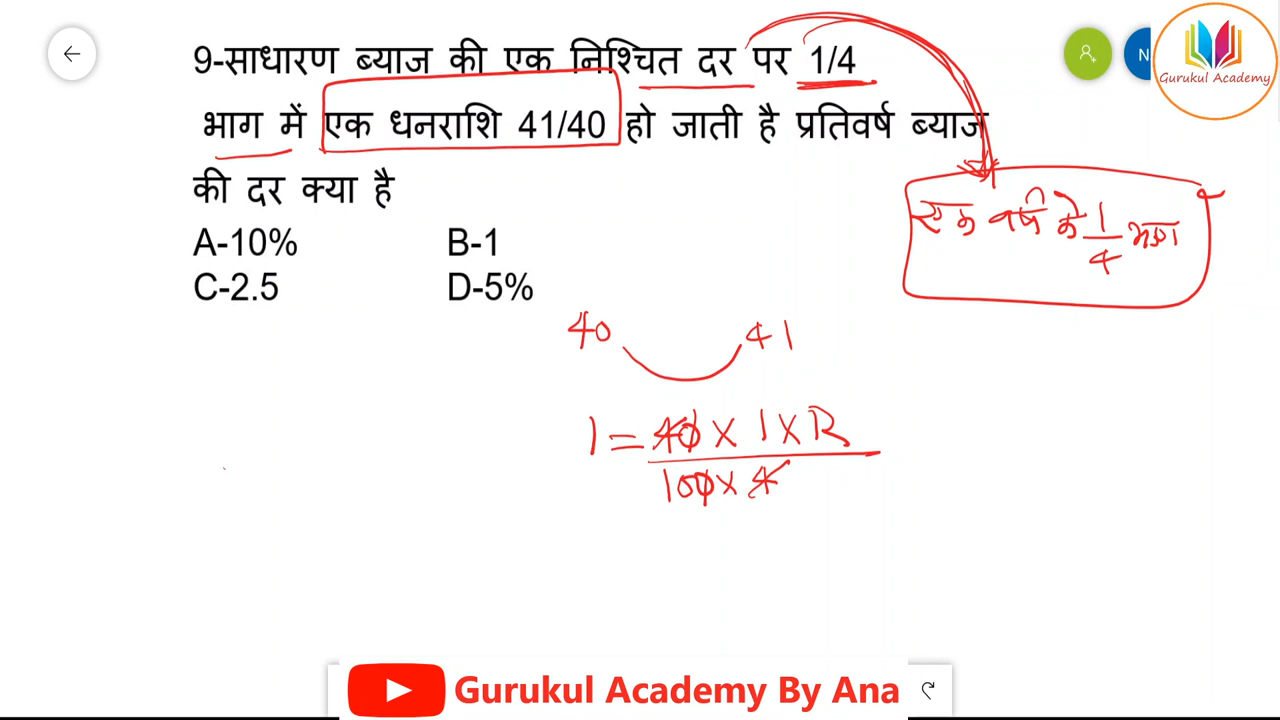 9-साधारण ब्याज की एक निश्चित दर पर 1/4
भाग में एक धनराशि 41/40 हो जाती है प्रतिवर्ष ब्याज
की दर क्या है
A-10% B-1
C-2.5 D-5%
N
Gurukul Academy
एक वर्ष के 1/4 भाग
40 41
1 = 40 × 1 × R
100 × 4
Gurukul Academy By Ana